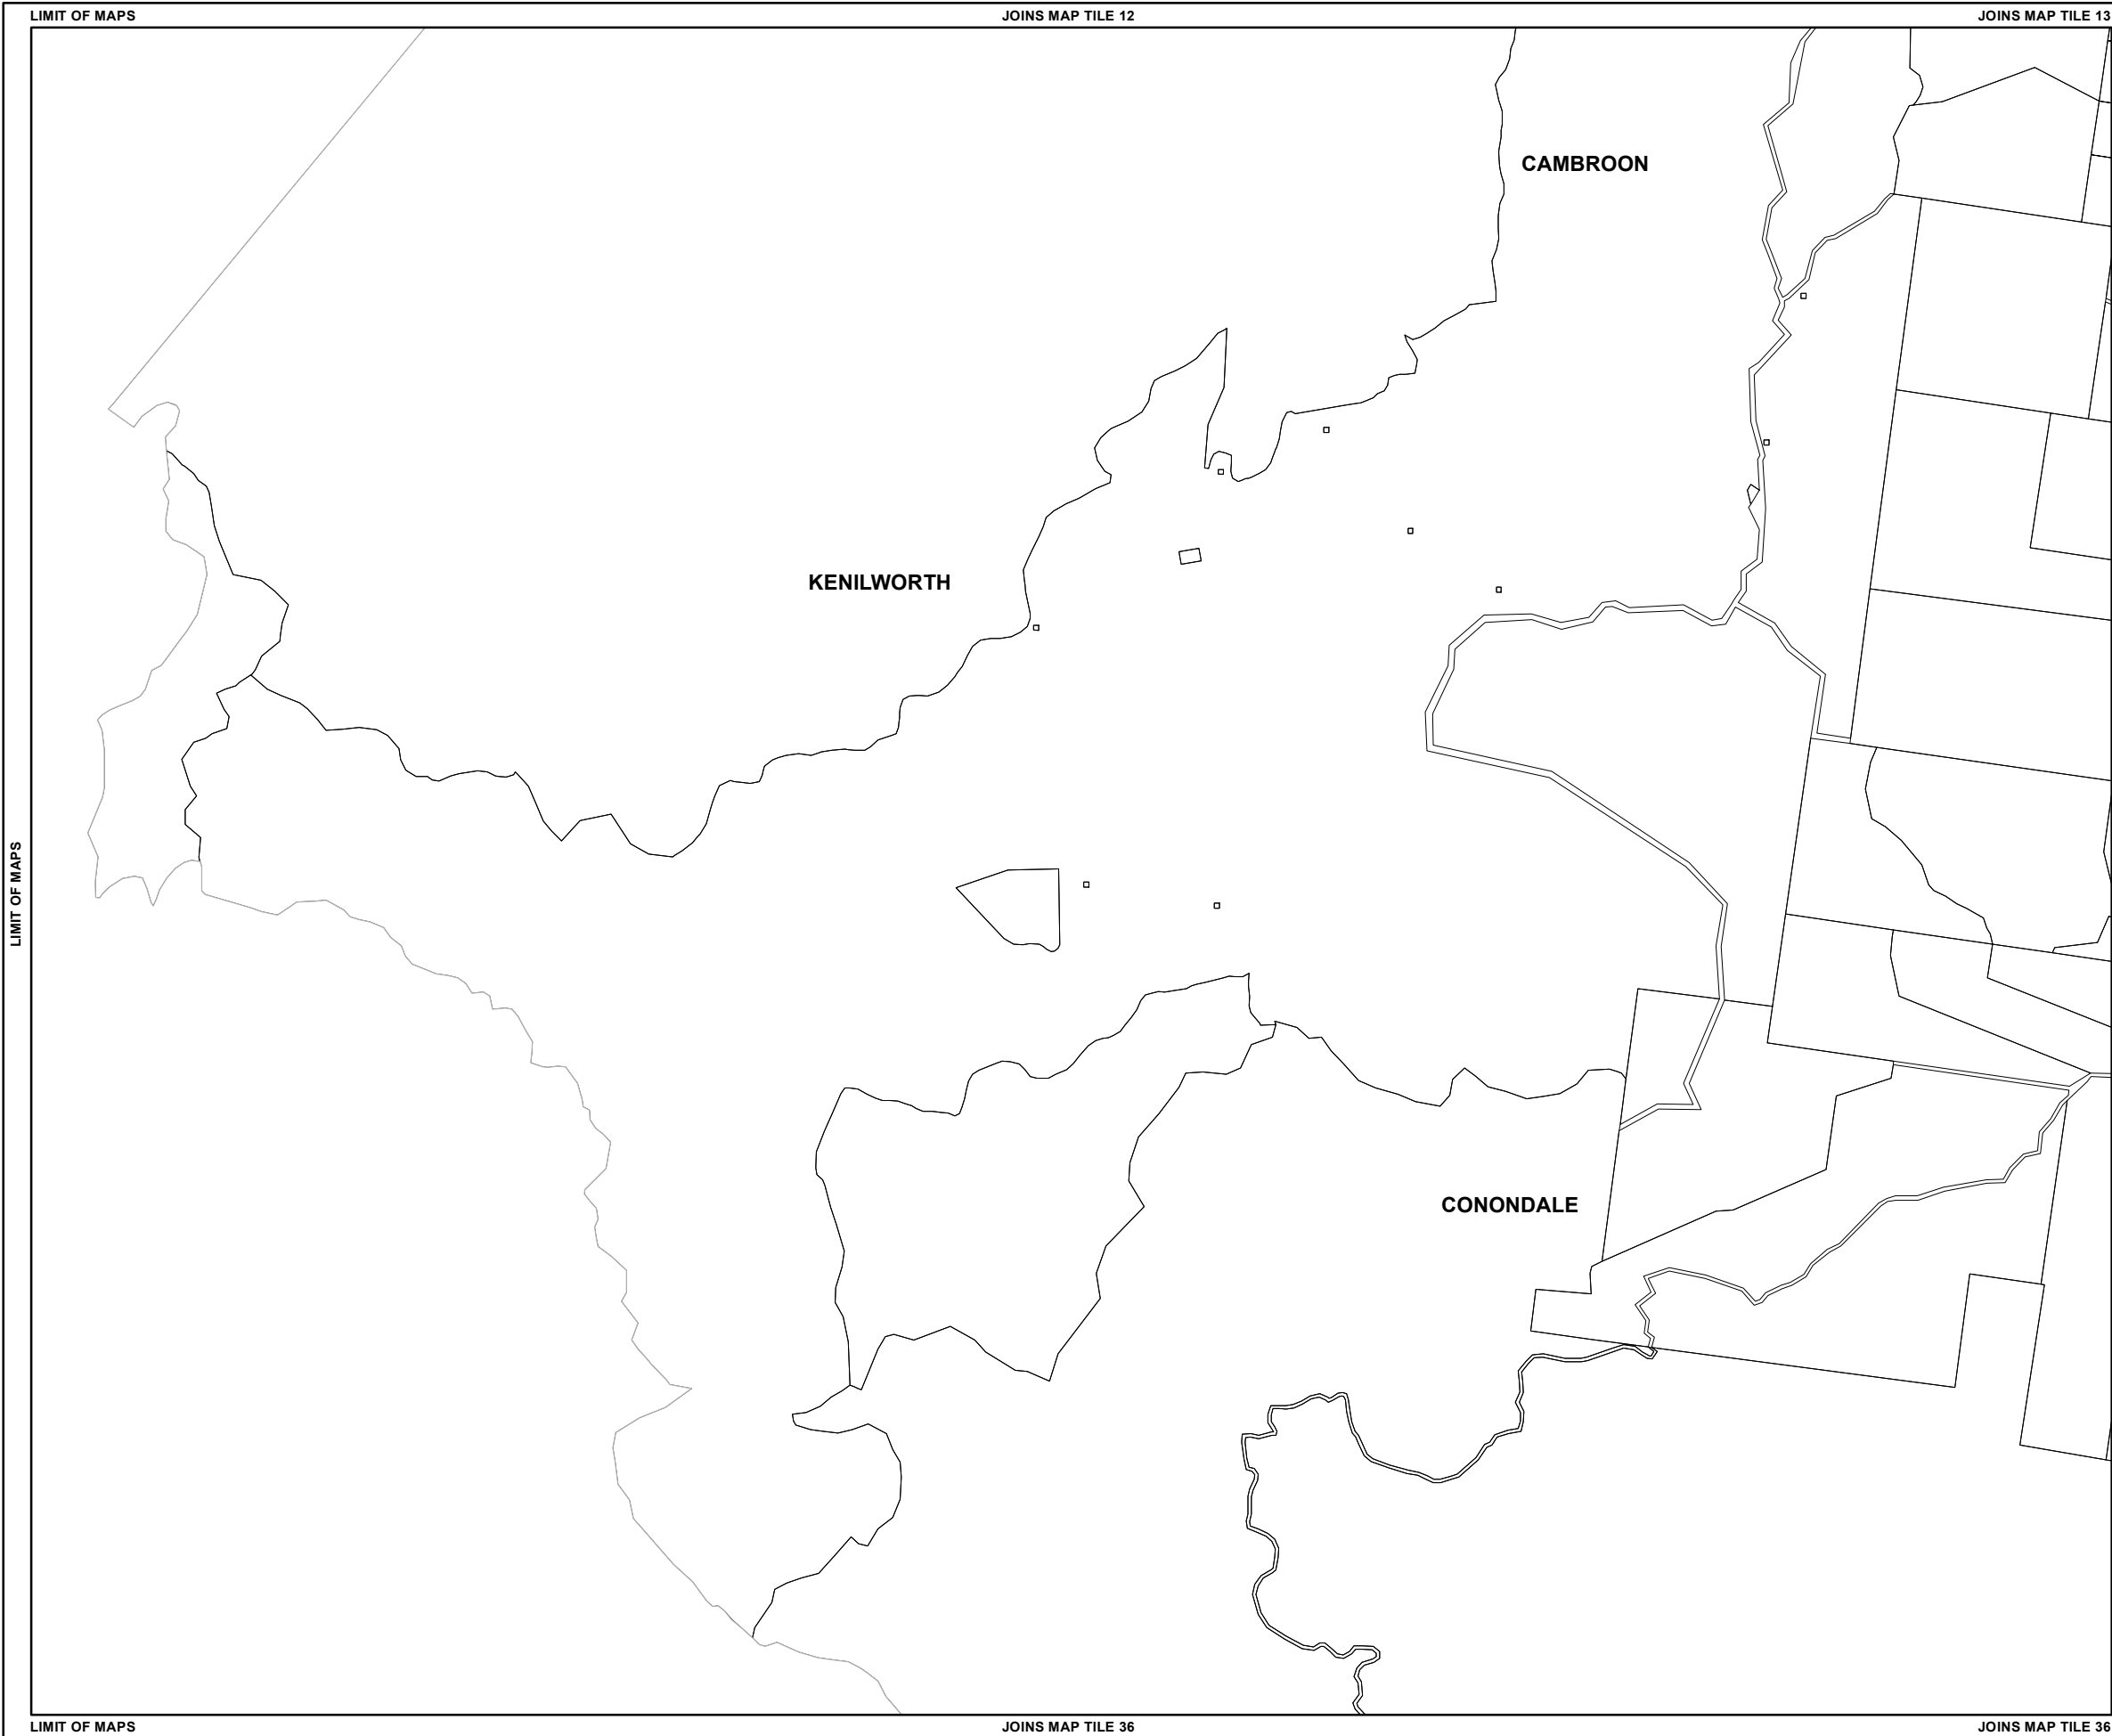 LIMIT OF MAPS
JOINS MAP TILE 12
JOINS MAP TILE 13
CAMBROON
KENILWORTH
LIMIT OF MAPS
CONONDALE
LIMIT OF MAPS
JOINS MAP TILE 36
JOINS MAP TILE 36